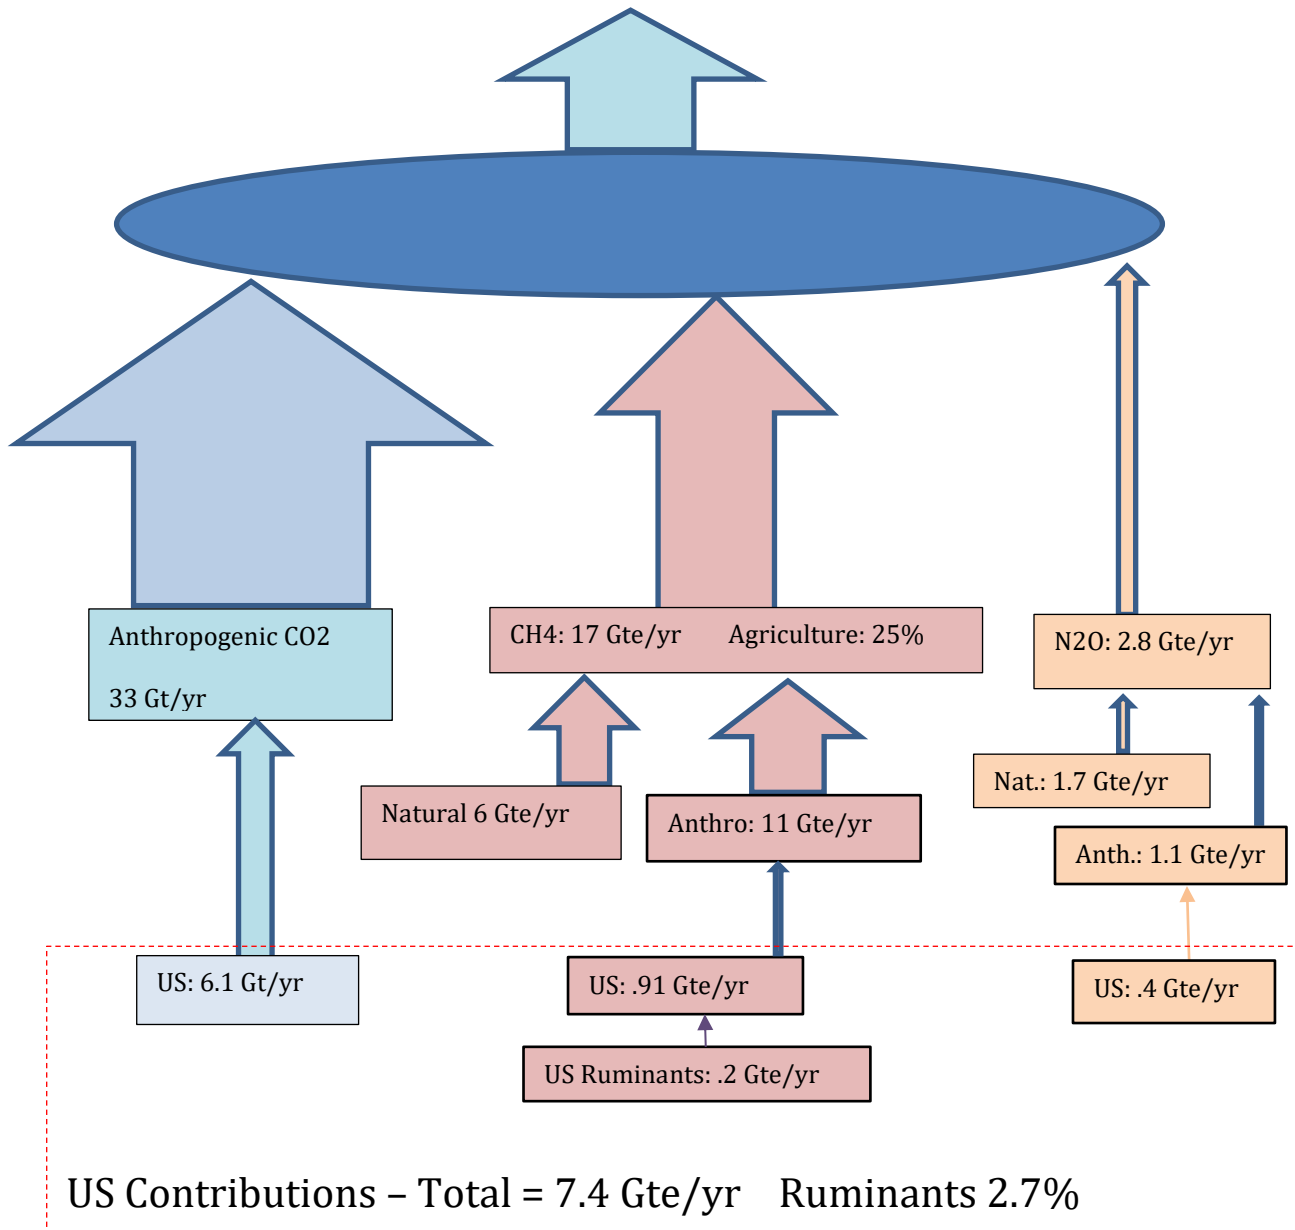 Anthropogenic CO2
33 Gt/yr
CH4: 17 Gte/yr Agriculture: 25%
N2O: 2.8 Gte/yr
Nat.: 1.7 Gte/yr
Natural 6 Gte/yr
Anthro: 11 Gte/yr
Anth.: 1.1 Gte/yr
US: 6.1 Gt/yr
US: .91 Gte/yr
US: .4 Gte/yr
US Ruminants: .2 Gte/yr
US Contributions – Total = 7.4 Gte/yr Ruminants 2.7%